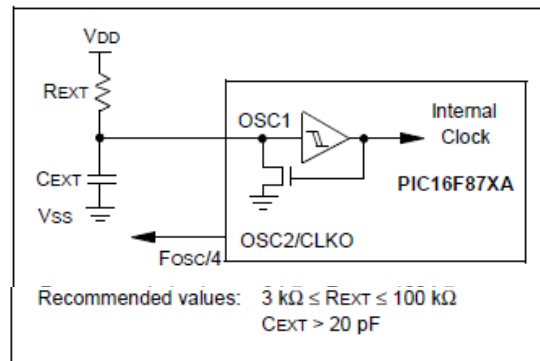 VDD
REXT
OSC1
Internal
Clock
CEXT
PIC16F87XA
VSS
OSC2/CLKO
FOSC/4
Recommended values: 3 kΩ ≤ REXT ≤ 100 kΩ
CEXT > 20 pF